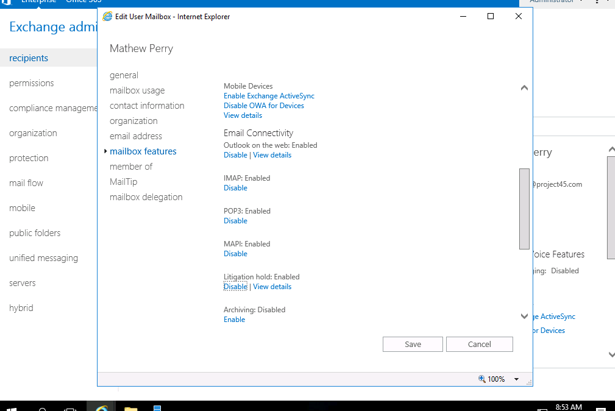 Enterprise Office 365
Administrator
Edit User Mailbox - Internet Explorer
Exchange admi
Mathew Perry
recipients
permissions
compliance manageme
organization
protection
mail flow
mobile
public folders
unified messaging
servers
hybrid
general
mailbox usage
contact information
organization
email address
mailbox features
member of
MailTip
mailbox delegation
Mobile Devices
Enable Exchange ActiveSync
Disable OWA for Devices
View details
Email Connectivity
Outlook on the web: Enabled
Disable | View details
IMAP: Enabled
Disable
POP3: Enabled
Disable
MAPI: Enabled
Disable
Litigation hold: Enabled
Disable | View details
Archiving: Disabled
Enable
Save Cancel
100%
erry
@project45.com
oice Features
ing: Disabled
ge ActiveSync
or Devices
8:53 AM